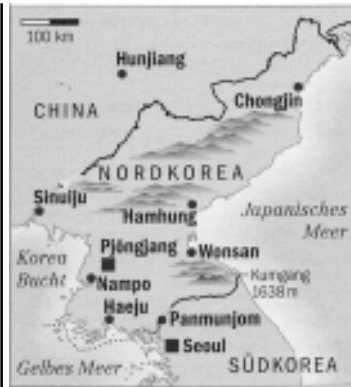 100 km
Hunjiang
Chongjin
CHINA
NORDKOREA
Sinuiju
Hamhung
Japanisches
Meer
Pjöngjang
Wonsan
Korea
Bucht
Nampo
Kumgang
1638 m
Haeju
Panmunjom
Seoul
Gelbes Meer
SÜDKOREA